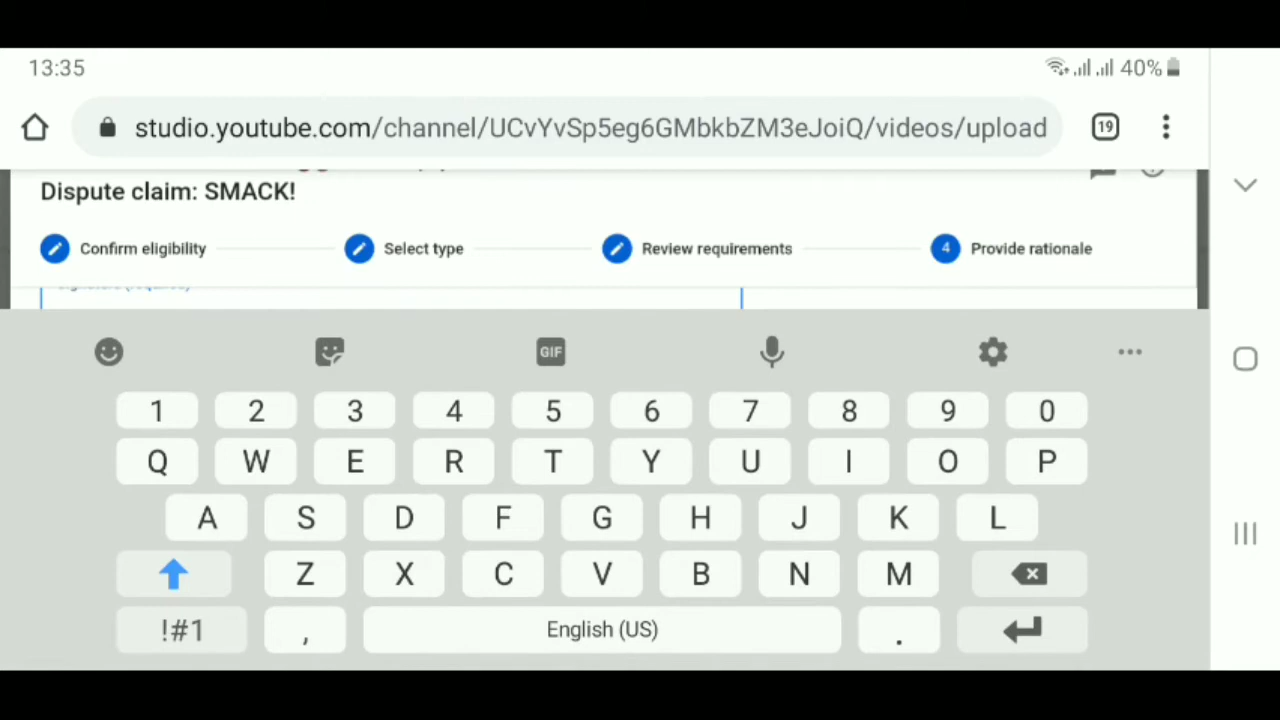 13:35
40%
studio.youtube.com/channel/UCvYvSp5eg6GMbkbZM3eJoiQ/videos/upload
19
Dispute claim: SMACK!
Confirm eligibility
Select type
Review requirements
4 Provide rationale
GIF
1 2 3 4 5 6 7 8 9 0
Q W E R T Y U I O P
A S D F G H J K L
Z X C V B N M
!#1 , English (US) .